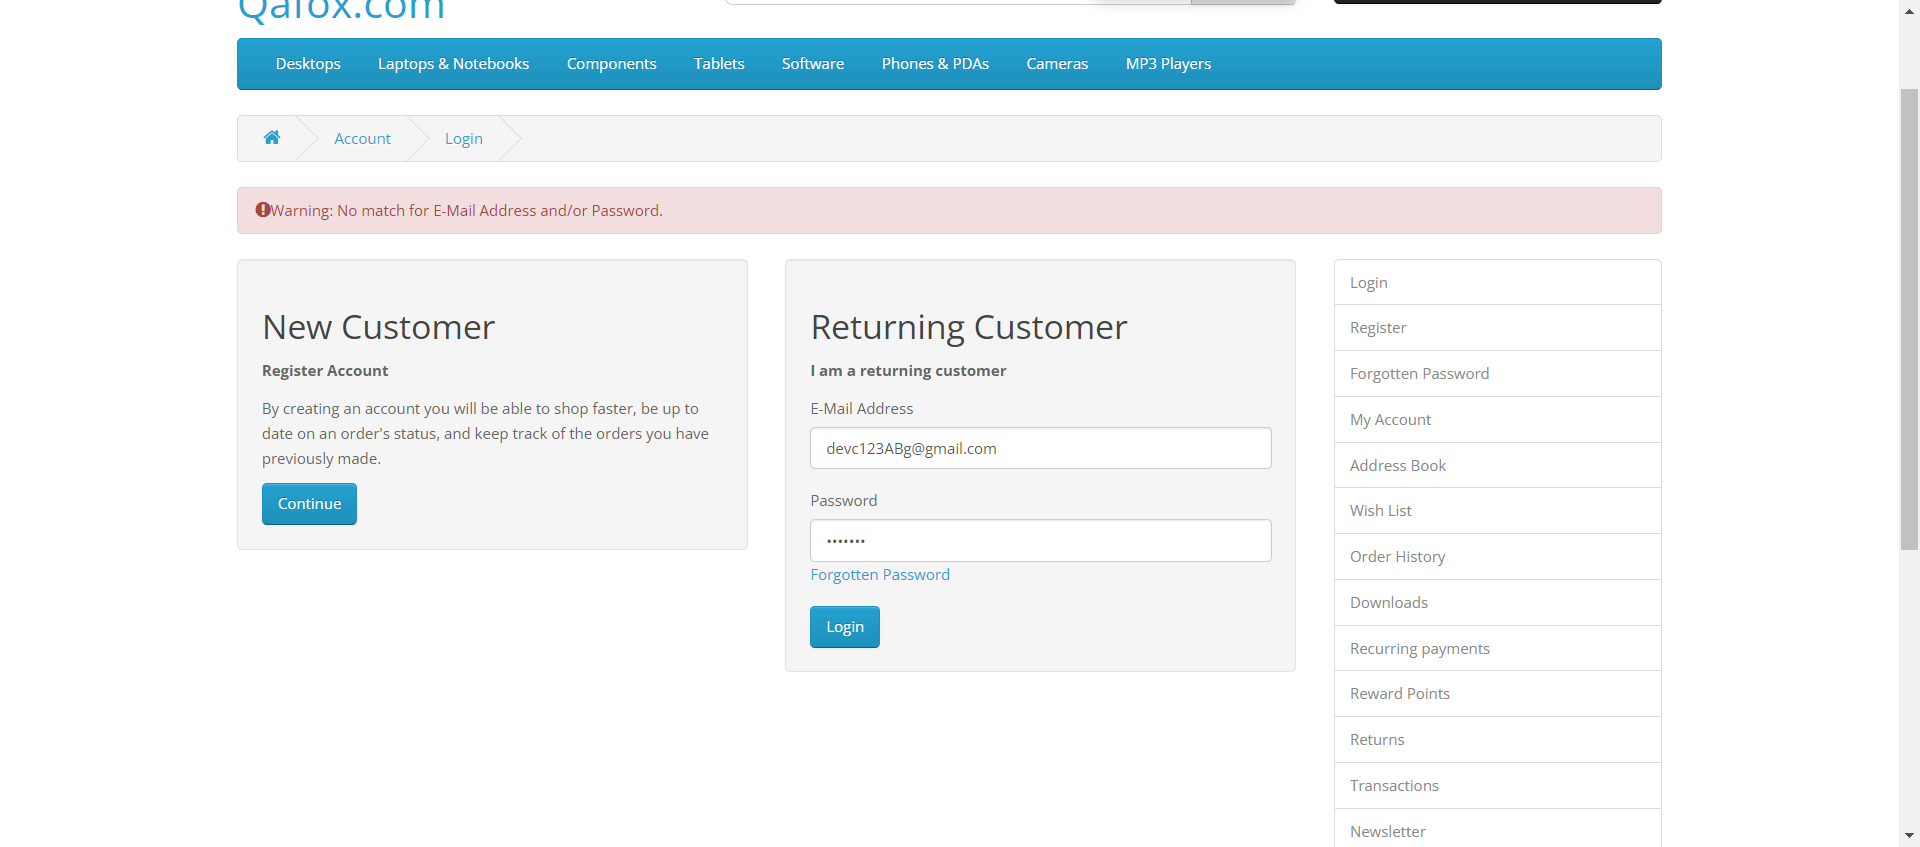 Qafox.com
Desktops Laptops & Notebooks Components Tablets Software Phones & PDAs Cameras MP3 Players
Account Login
Warning: No match for E-Mail Address and/or Password.
New Customer
Register Account
By creating an account you will be able to shop faster, be up to
date on an order's status, and keep track of the orders you have
previously made.
Continue
Returning Customer
I am a returning customer
E-Mail Address
devc123ABg@gmail.com
Password
•••••••
Forgotten Password
Login
Login
Register
Forgotten Password
My Account
Address Book
Wish List
Order History
Downloads
Recurring payments
Reward Points
Returns
Transactions
Newsletter